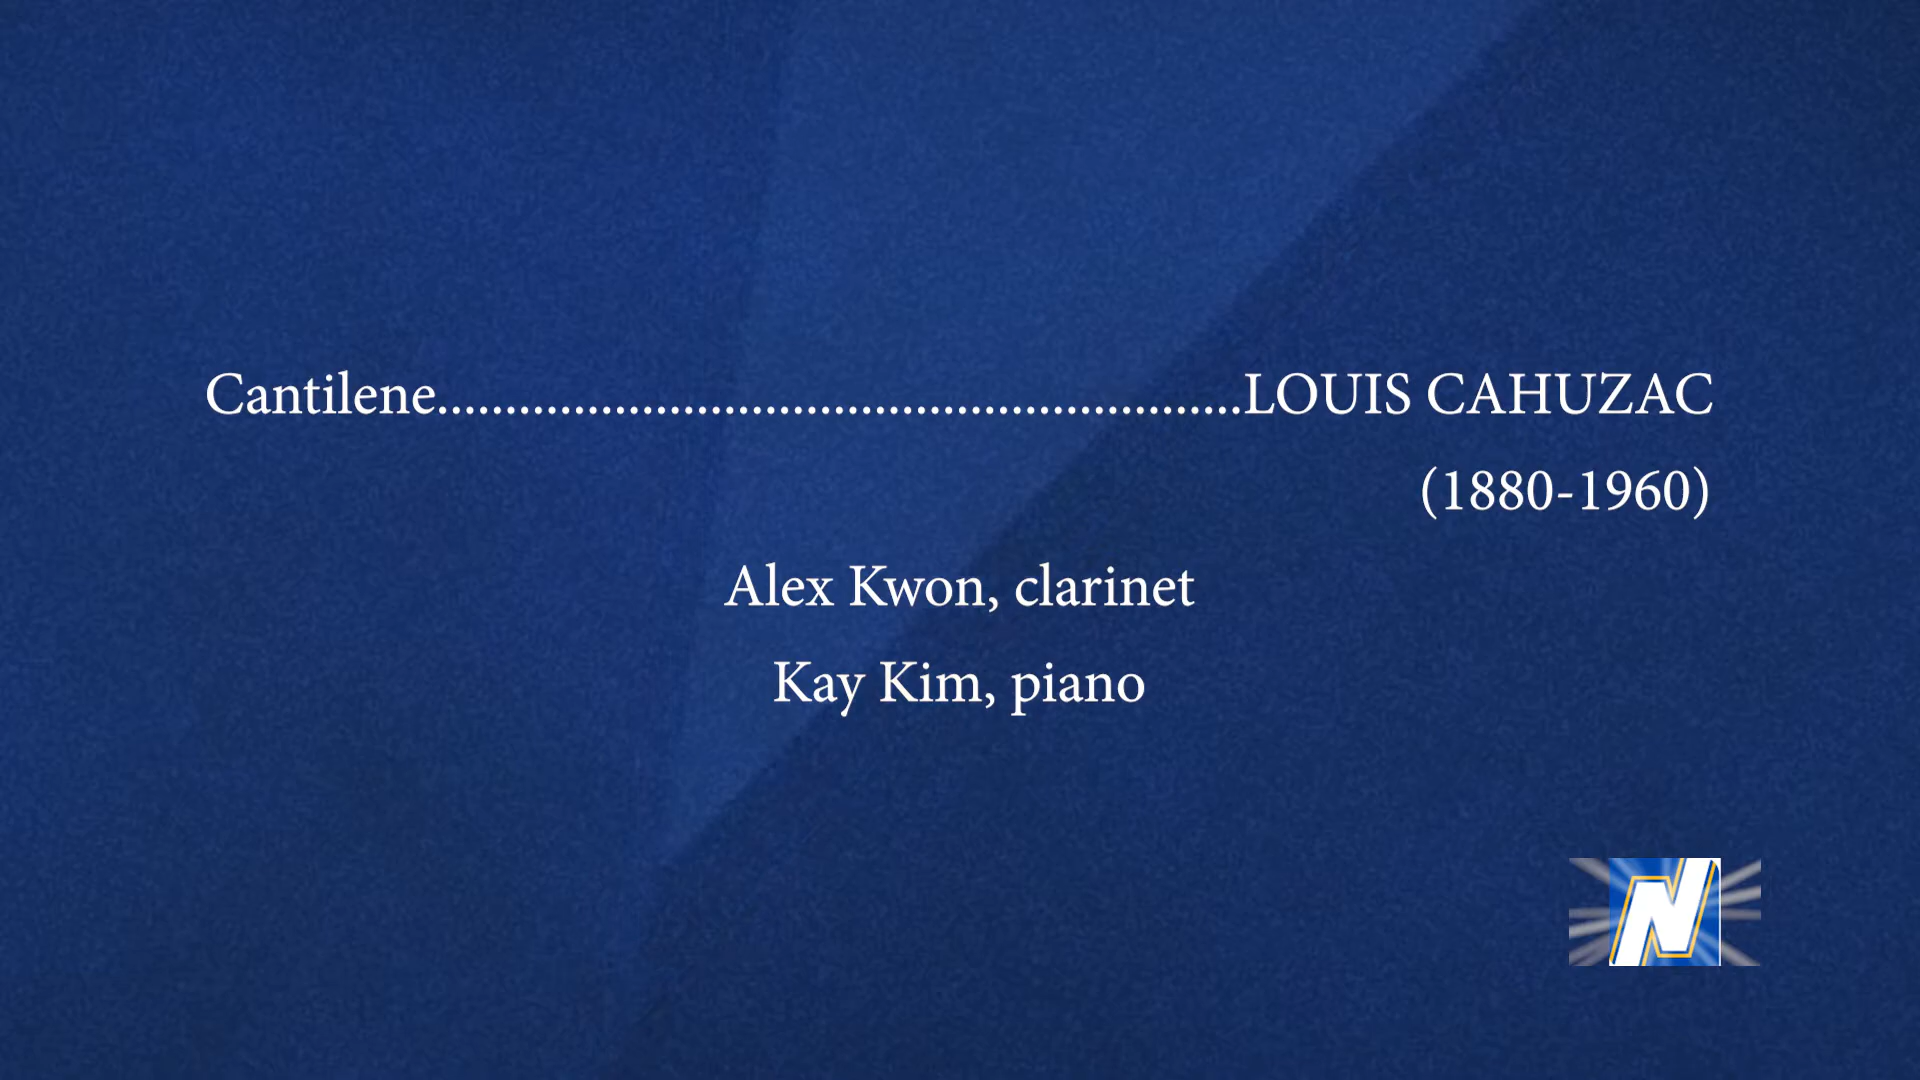 Cantilene...........................................................LOUIS CAHUZAC
(1880-1960)
Alex Kwon, clarinet
Kay Kim, piano
N